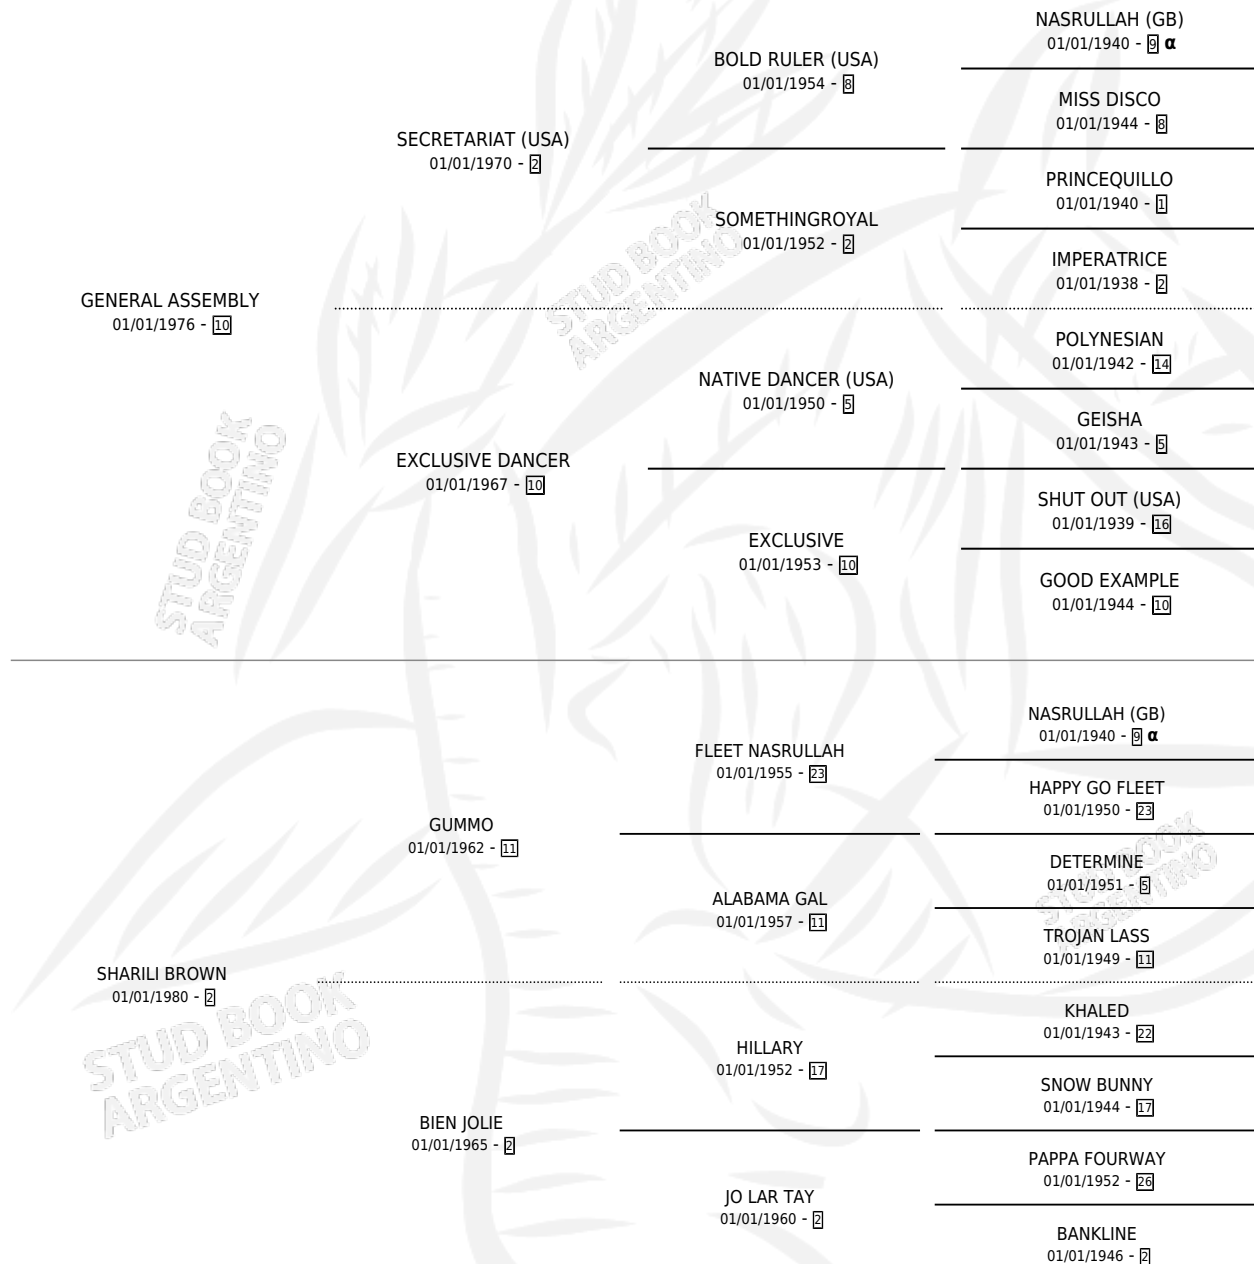 NASRULLAH (GB)
01/01/1940 - 9 α
BOLD RULER (USA)
01/01/1954 - 8
MISS DISCO
01/01/1944 - 8
SECRETARIAT (USA)
01/01/1970 - 2
PRINCEQUILLO
01/01/1940 - 1
SOMETHINGROYAL
01/01/1952 - 2
IMPERATRICE
01/01/1938 - 2
GENERAL ASSEMBLY
01/01/1976 - 10
STUD BOOK
ARGENTINO
POLYNESIAN
01/01/1942 - 14
NATIVE DANCER (USA)
01/01/1950 - 5
GEISHA
01/01/1943 - 5
EXCLUSIVE DANCER
01/01/1967 - 10
SHUT OUT (USA)
01/01/1939 - 16
EXCLUSIVE
01/01/1953 - 10
GOOD EXAMPLE
01/01/1944 - 10
STUD BOOK
ARGENTINO
NASRULLAH (GB)
01/01/1940 - 9 α
FLEET NASRULLAH
01/01/1955 - 23
HAPPY GO FLEET
01/01/1950 - 23
GUMMO
01/01/1962 - 11
DETERMINE
01/01/1951 - 5
STUD BOOK
ARGENTINO
ALABAMA GAL
01/01/1957 - 11
TROJAN LASS
01/01/1949 - 11
SHARILI BROWN
01/01/1980 - 2
STUD BOOK
ARGENTINO
KHALED
01/01/1943 - 22
HILLARY
01/01/1952 - 17
SNOW BUNNY
01/01/1944 - 17
BIEN JOLIE
01/01/1965 - 2
PAPPA FOURWAY
01/01/1952 - 26
JO LAR TAY
01/01/1960 - 2
BANKLINE
01/01/1946 - 2